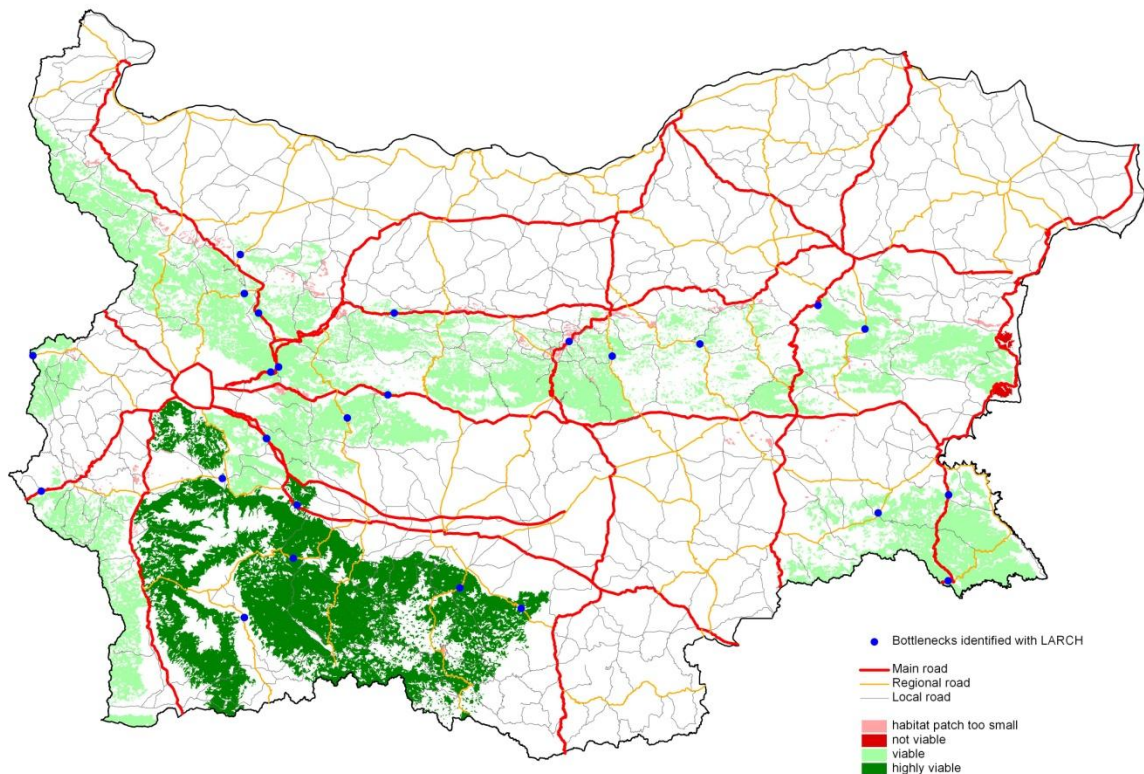 Bottlenecks identified with LARCH
Main road
Regional road
Local road
habitat patch too small
not viable
viable
highly viable